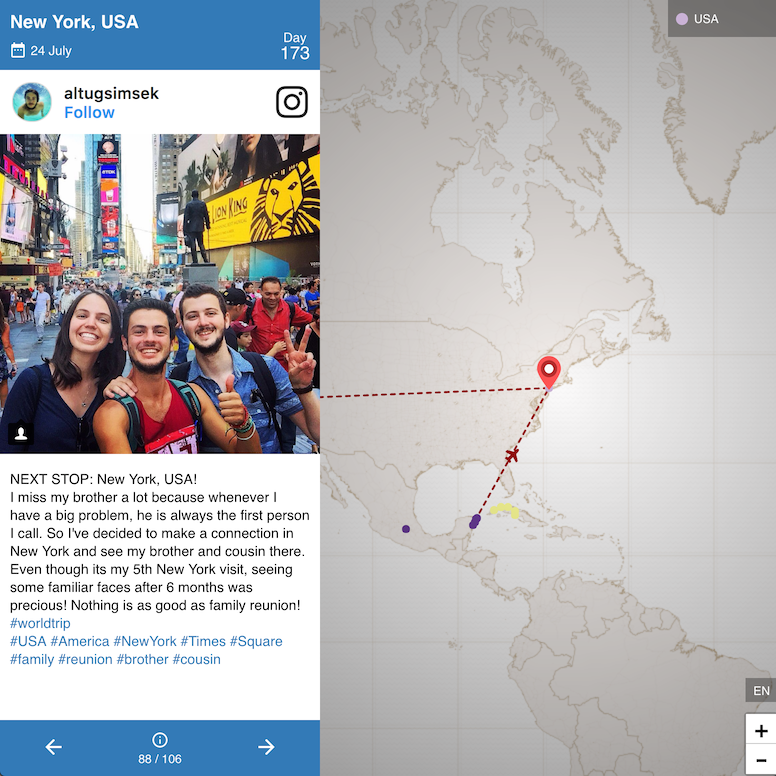 New York, USA
24 July
Day
173
altugsimsek
Follow
TDK
LION KING
NEXT STOP: New York, USA!
I miss my brother a lot because whenever I
have a big problem, he is always the first person
I call. So I've decided to make a connection in
New York and see my brother and cousin there.
Even though its my 5th New York visit, seeing
some familiar faces after 6 months was
precious! Nothing is as good as family reunion!
#worldtrip
#USA #America #NewYork #Times #Square
#family #reunion #brother #cousin
88 / 106
USA
EN
+
-